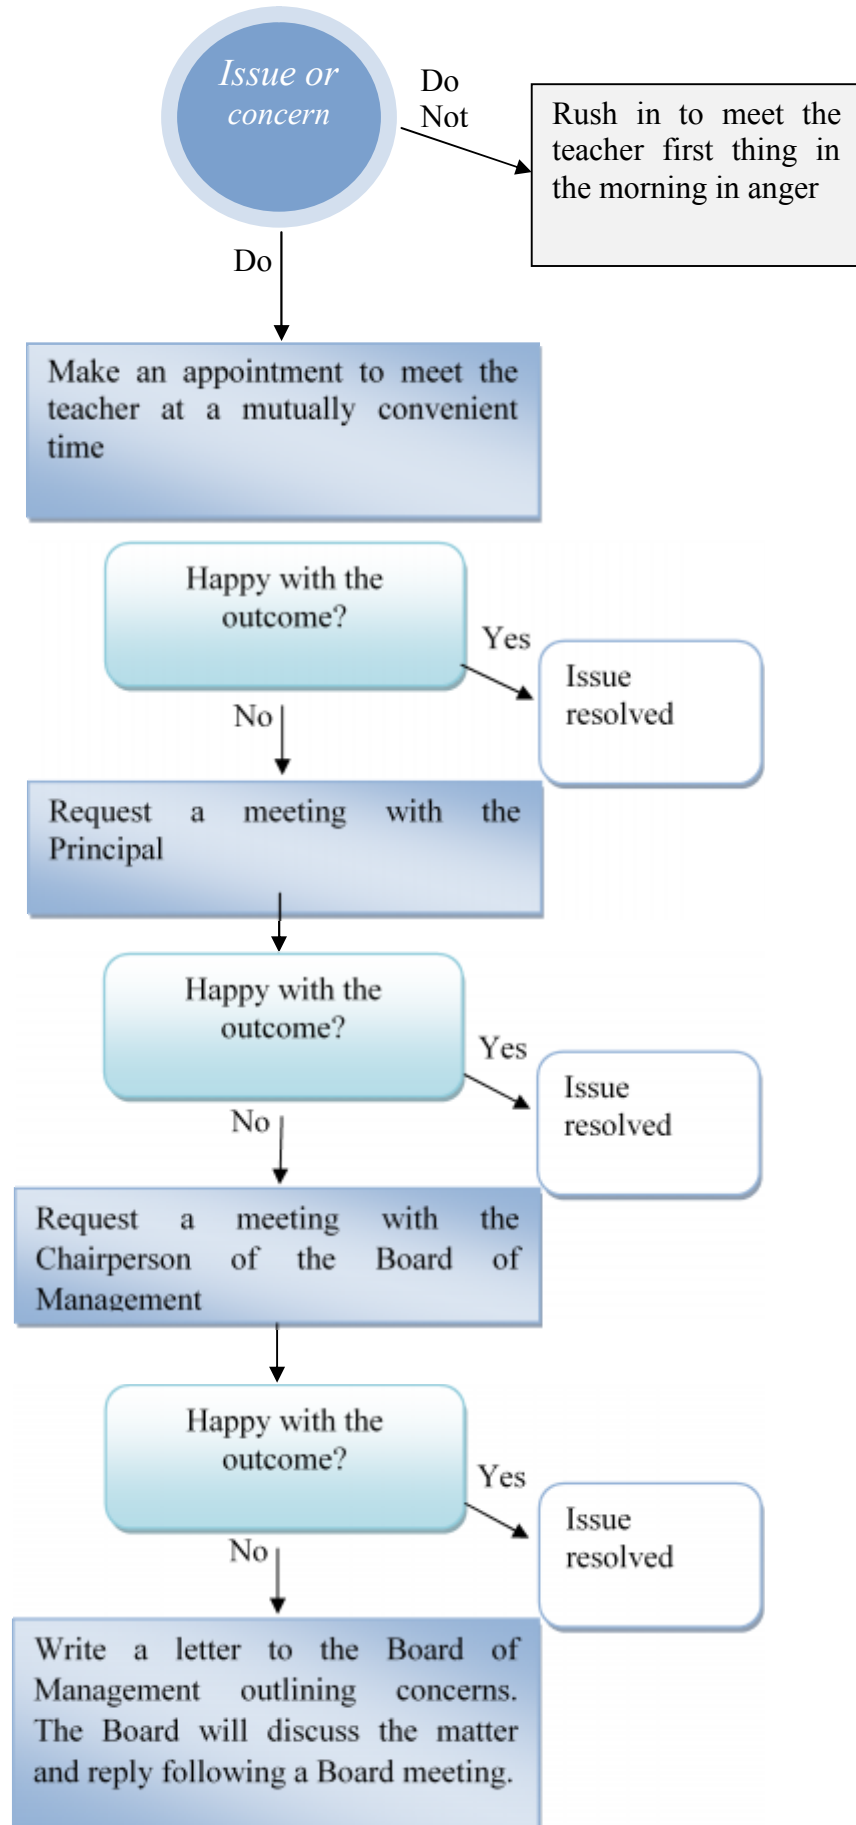 Issue or
concern
Do
Not
Rush in to meet the
teacher first thing in
the morning in anger
Do
Make an appointment to meet the
teacher at a mutually convenient
time
Happy with the
outcome?
Yes
Issue
resolved
No
Request a meeting with the
Principal
Happy with the
outcome?
Yes
Issue
resolved
No
Request a meeting with the
Chairperson of the Board of
Management
Happy with the
outcome?
Yes
Issue
resolved
No
Write a letter to the Board of
Management outlining concerns.
The Board will discuss the matter
and reply following a Board meeting.